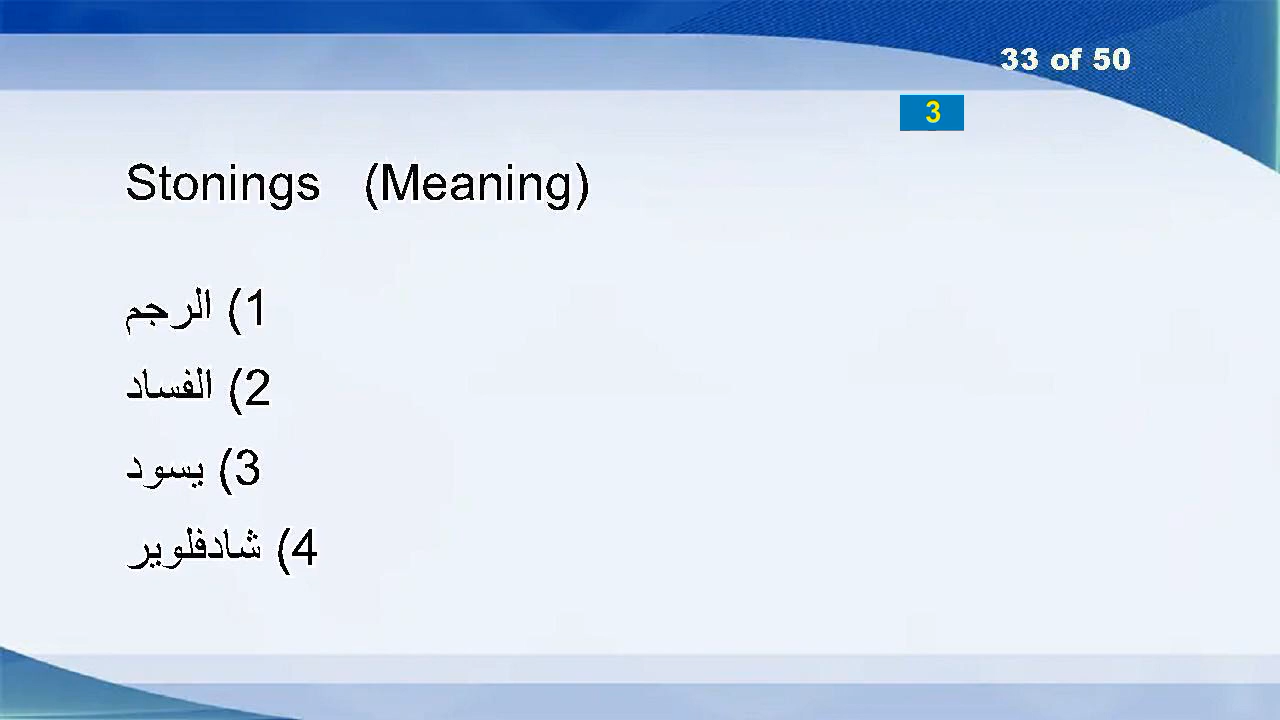 33 of 50
3
Stonings (Meaning)
1) الرجم
2) الفساد
3) يسود
4) شادفلوير